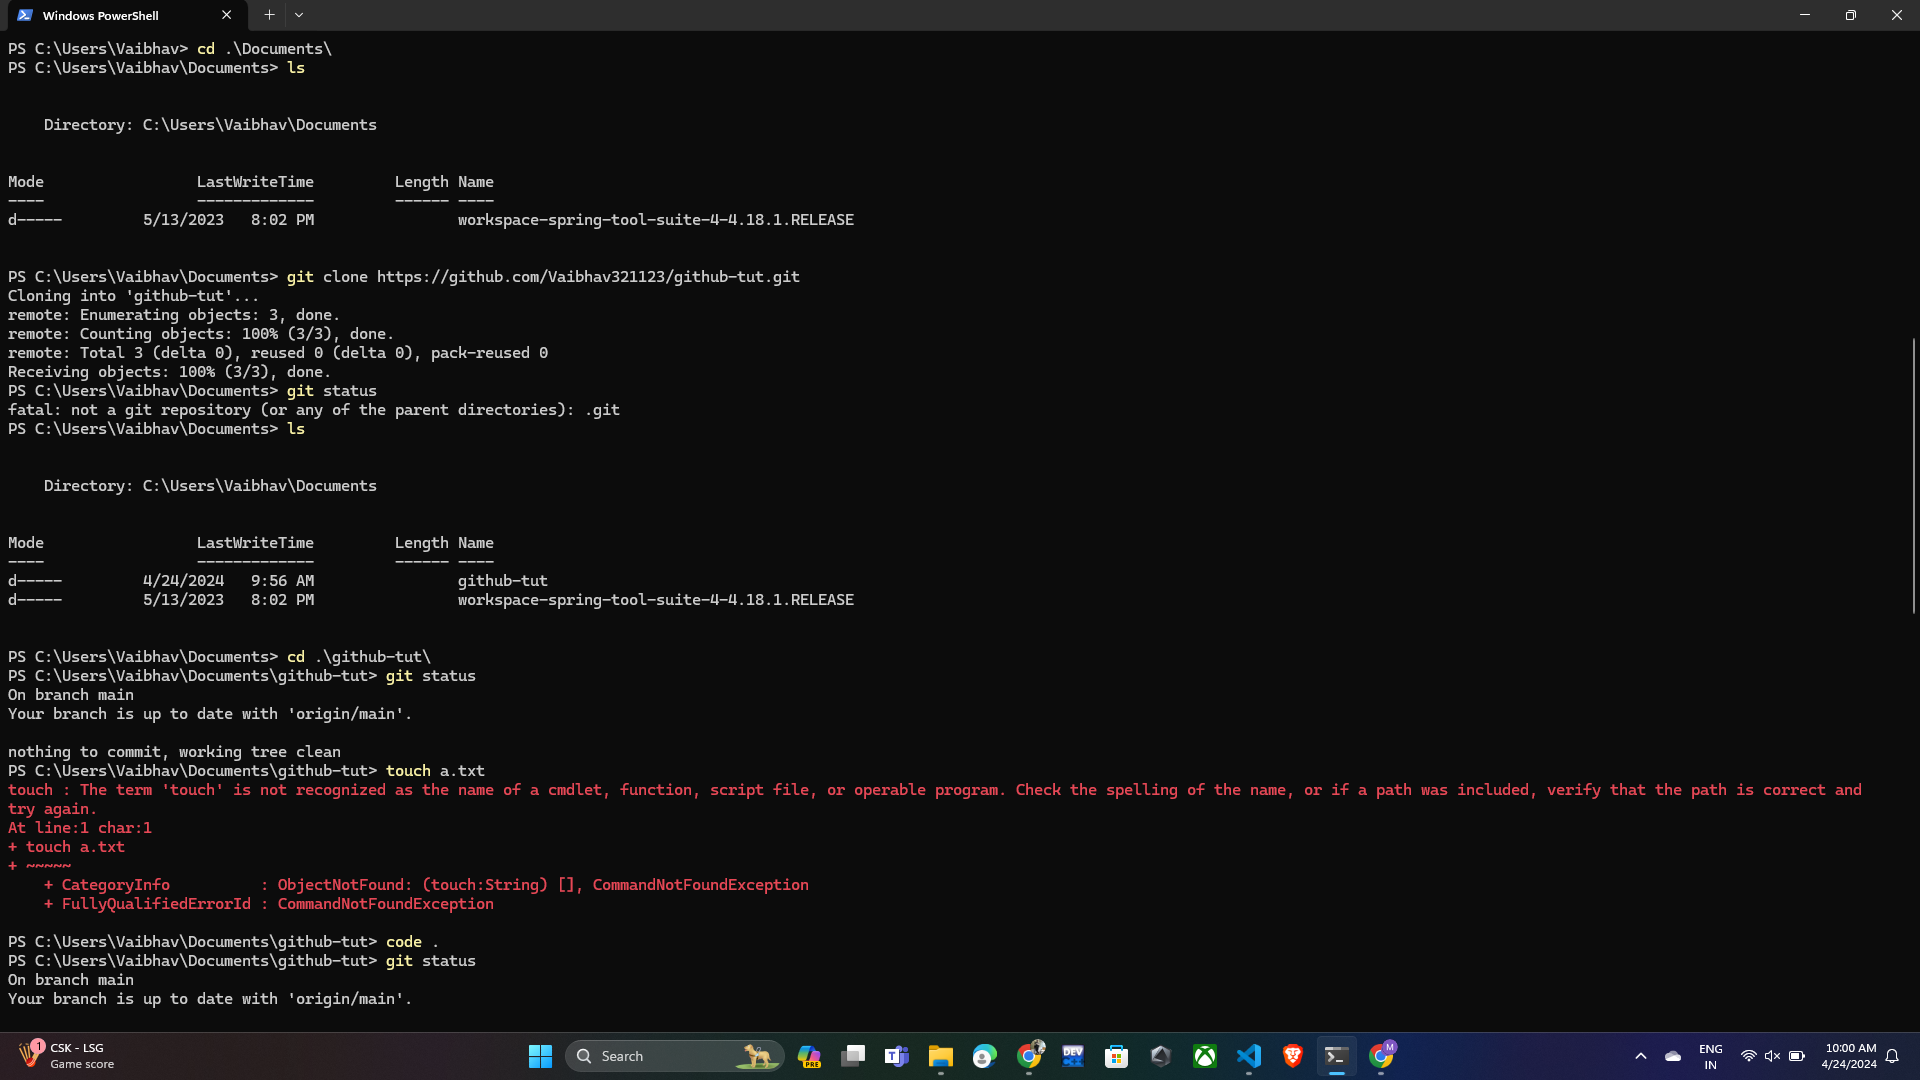 Windows PowerShell
PS C:\Users\Vaibhav> cd .\Documents\
PS C:\Users\Vaibhav\Documents> ls
Directory: C:\Users\Vaibhav\Documents
Mode LastWriteTime Length Name
---- ------------- ------ ----
d----- 5/13/2023 8:02 PM workspace-spring-tool-suite-4-4.18.1.RELEASE
PS C:\Users\Vaibhav\Documents> git clone https://github.com/Vaibhav321123/github-tut.git
Cloning into 'github-tut'...
remote: Enumerating objects: 3, done.
remote: Counting objects: 100% (3/3), done.
remote: Total 3 (delta 0), reused 0 (delta 0), pack-reused 0
Receiving objects: 100% (3/3), done.
PS C:\Users\Vaibhav\Documents> git status
fatal: not a git repository (or any of the parent directories): .git
PS C:\Users\Vaibhav\Documents> ls
Directory: C:\Users\Vaibhav\Documents
Mode LastWriteTime Length Name
---- ------------- ------ ----
d----- 4/24/2024 9:56 AM github-tut
d----- 5/13/2023 8:02 PM workspace-spring-tool-suite-4-4.18.1.RELEASE
PS C:\Users\Vaibhav\Documents> cd .\github-tut\
PS C:\Users\Vaibhav\Documents\github-tut> git status
On branch main
Your branch is up to date with 'origin/main'.
nothing to commit, working tree clean
PS C:\Users\Vaibhav\Documents\github-tut> touch a.txt
touch : The term 'touch' is not recognized as the name of a cmdlet, function, script file, or operable program. Check the spelling of the name, or if a path was included, verify that the path is correct and
try again.
At line:1 char:1
+ touch a.txt
+ ~~~~~
+ CategoryInfo : ObjectNotFound: (touch:String) [], CommandNotFoundException
+ FullyQualifiedErrorId : CommandNotFoundException
PS C:\Users\Vaibhav\Documents\github-tut> code .
PS C:\Users\Vaibhav\Documents\github-tut> git status
On branch main
Your branch is up to date with 'origin/main'.
1
CSK - LSG
Game score
Search
PRE
DEV
M
ENG
IN
10:00 AM
4/24/2024